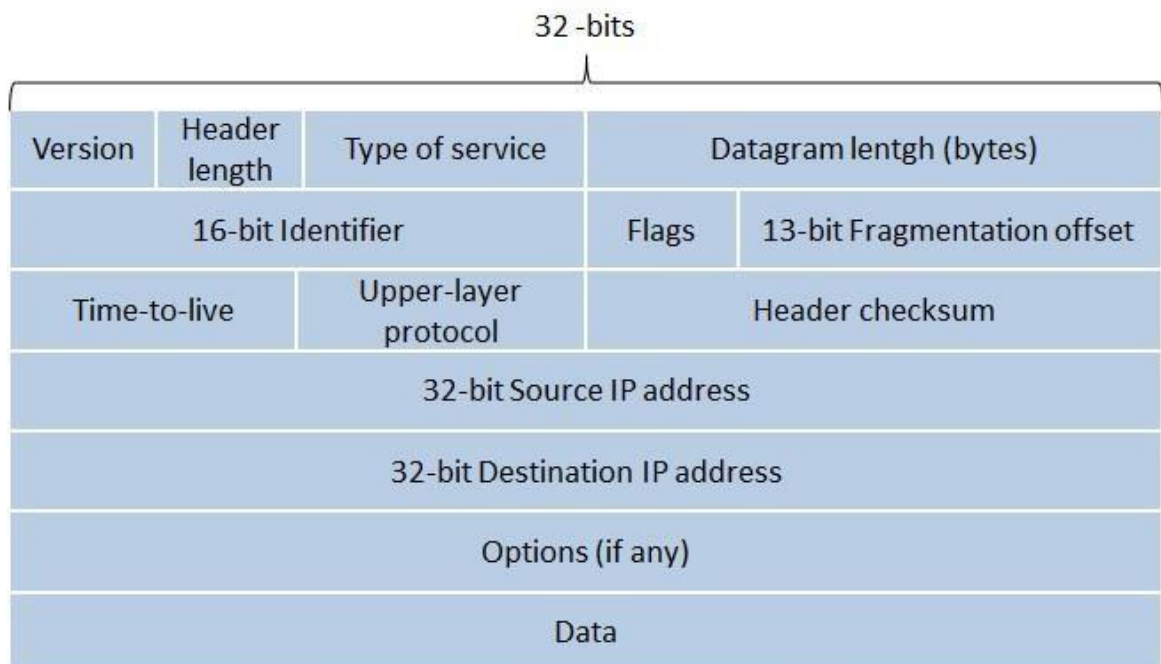 32 -bits
Version
Header
length
Type of service
Datagram lentgh (bytes)
16-bit Identifier
Flags
13-bit Fragmentation offset
Time-to-live
Upper-layer
protocol
Header checksum
32-bit Source IP address
32-bit Destination IP address
Options (if any)
Data